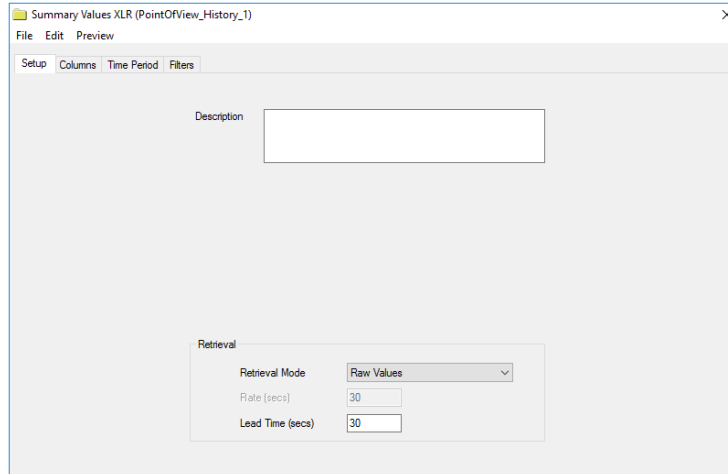 Summary Values XLR (PointOfView_History_1)
File Edit Preview
Setup Columns Time Period Filters
Description
Retrieval
Retrieval Mode Raw Values
Rate (secs) 30
Lead Time (secs) 30